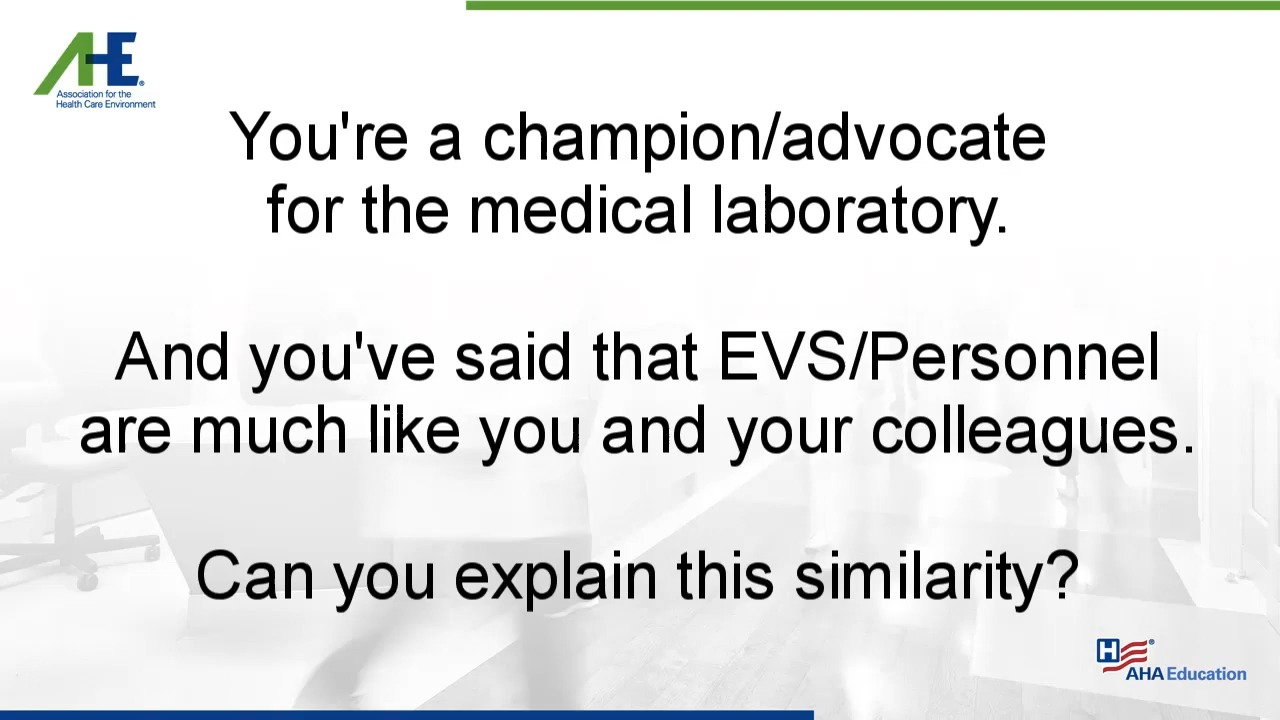 AHE®
Association for the
Health Care Environment
You're a champion/advocate
for the medical laboratory.
And you've said that EVS/Personnel
are much like you and your colleagues.
Can you explain this similarity?
H®
AHA Education